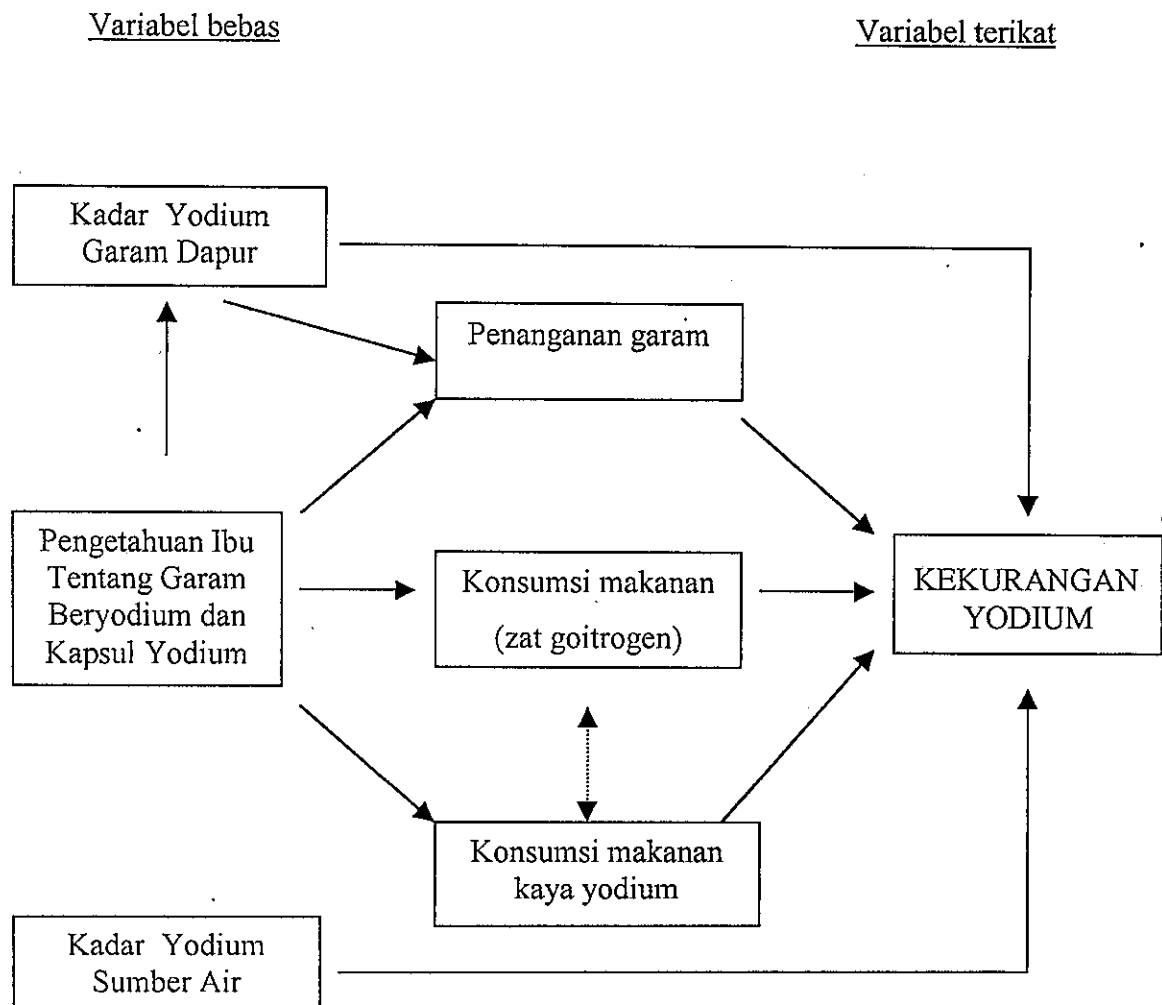 Variabel bebas
Variabel terikat
Kadar Yodium
Garam Dapur
Penanganan garam
Pengetahuan Ibu
Tentang Garam
Beryodium dan
Kapsul Yodium
Konsumsi makanan
(zat goitrogen)
KEKURANGAN
YODIUM
Konsumsi makanan
kaya yodium
Kadar Yodium
Sumber Air